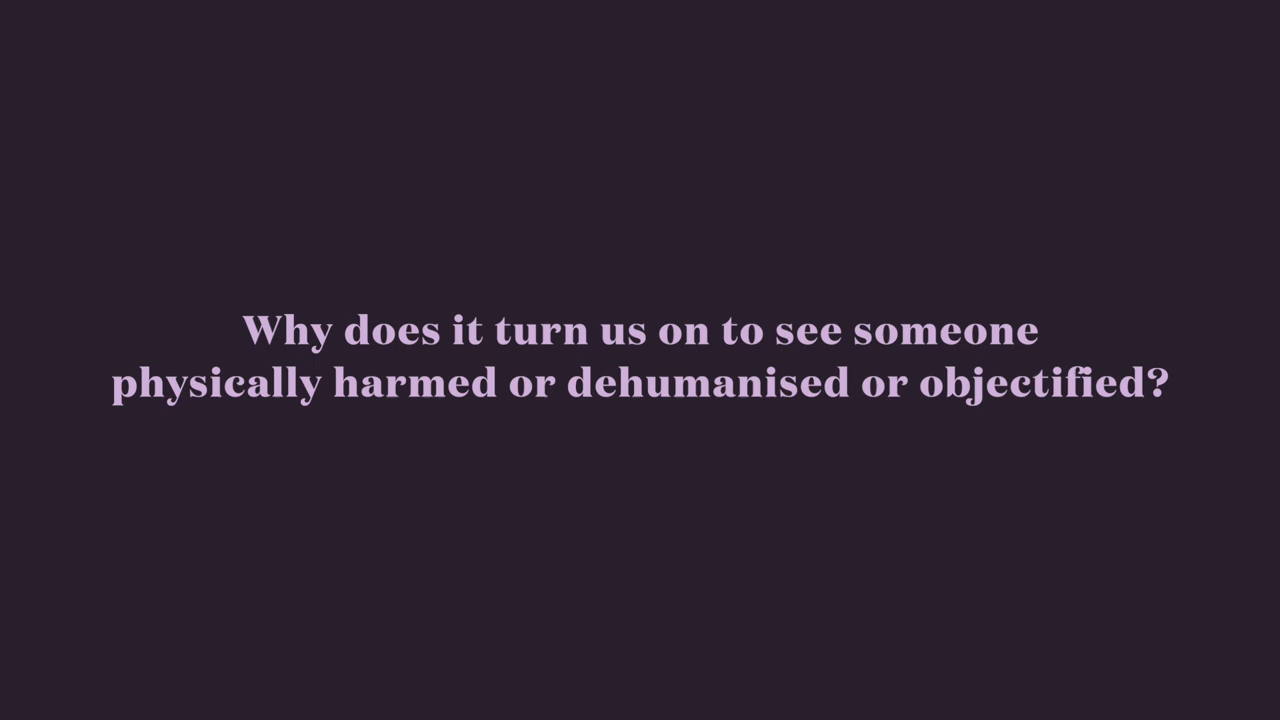 Why does it turn us on to see someone
physically harmed or dehumanised or objectified?